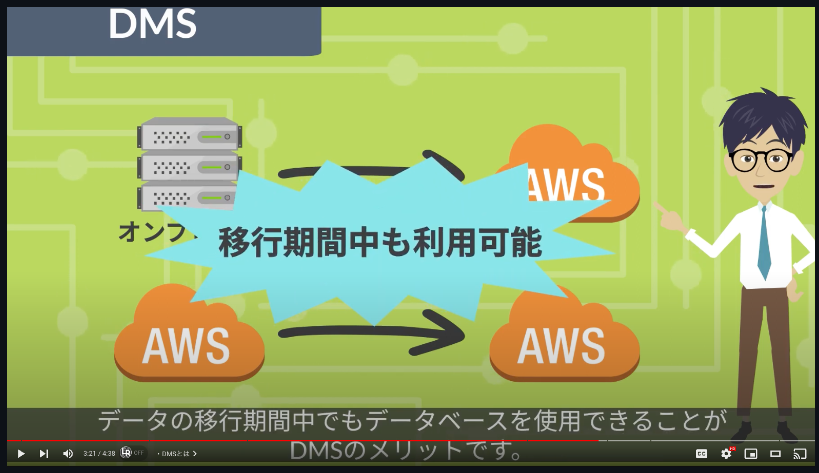 DMS
AWS
オンプ
移行期間中も利用可能
AWS
AWS
データの移行期間中でもデータベースを使用できることが
DMSのメリットです。
3:21 / 4:38
・DMSとは